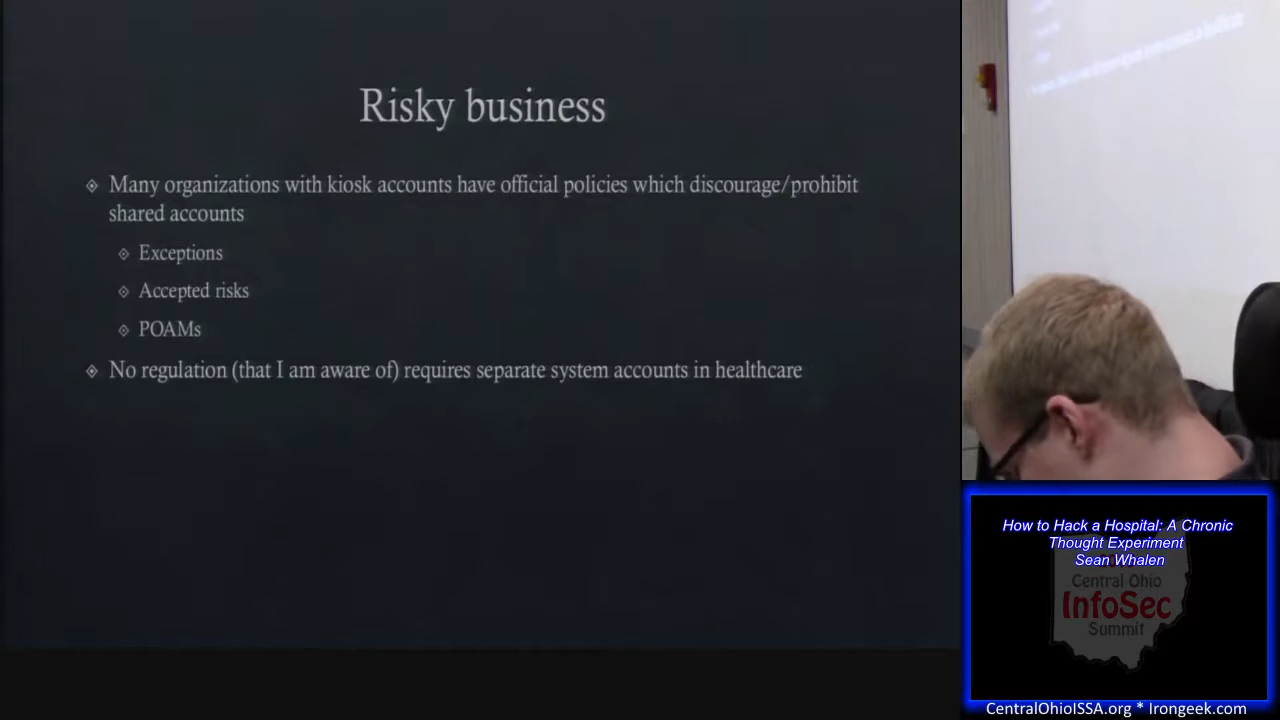 Risky business
Many organizations with kiosk accounts have official policies which discourage/prohibit
shared accounts
Exceptions
Accepted risks
POAMs
No regulation (that I am aware of) requires separate system accounts in healthcare
How to Hack a Hospital: A Chronic
Thought Experiment
Sean Whalen
Central Ohio
InfoSec
Summit
CentralOhioISSA.org * Irongeek.com